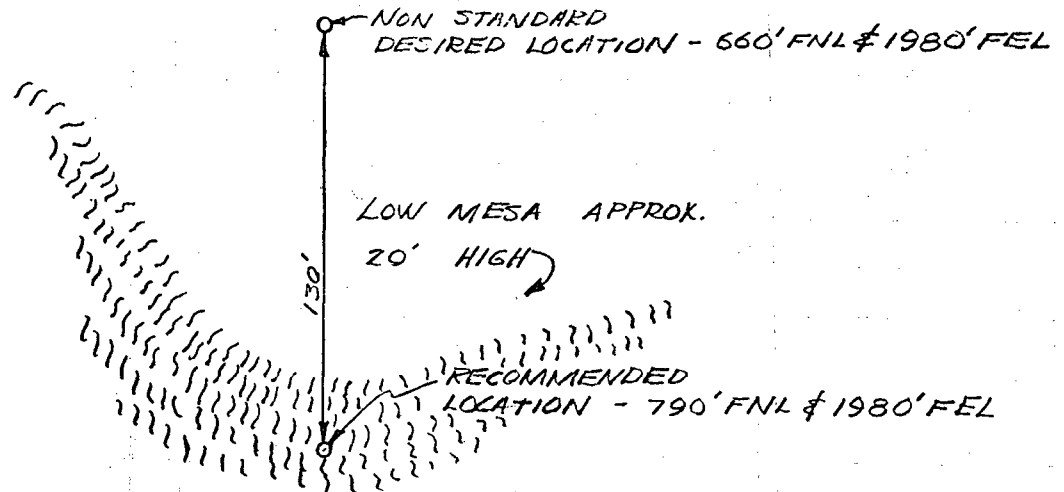 NON STANDARD
DESIRED LOCATION - 660' FNL & 1980' FEL
LOW MESA APPROX.
20' HIGH
130'
RECOMMENDED
LOCATION - 790' FNL & 1980' FEL